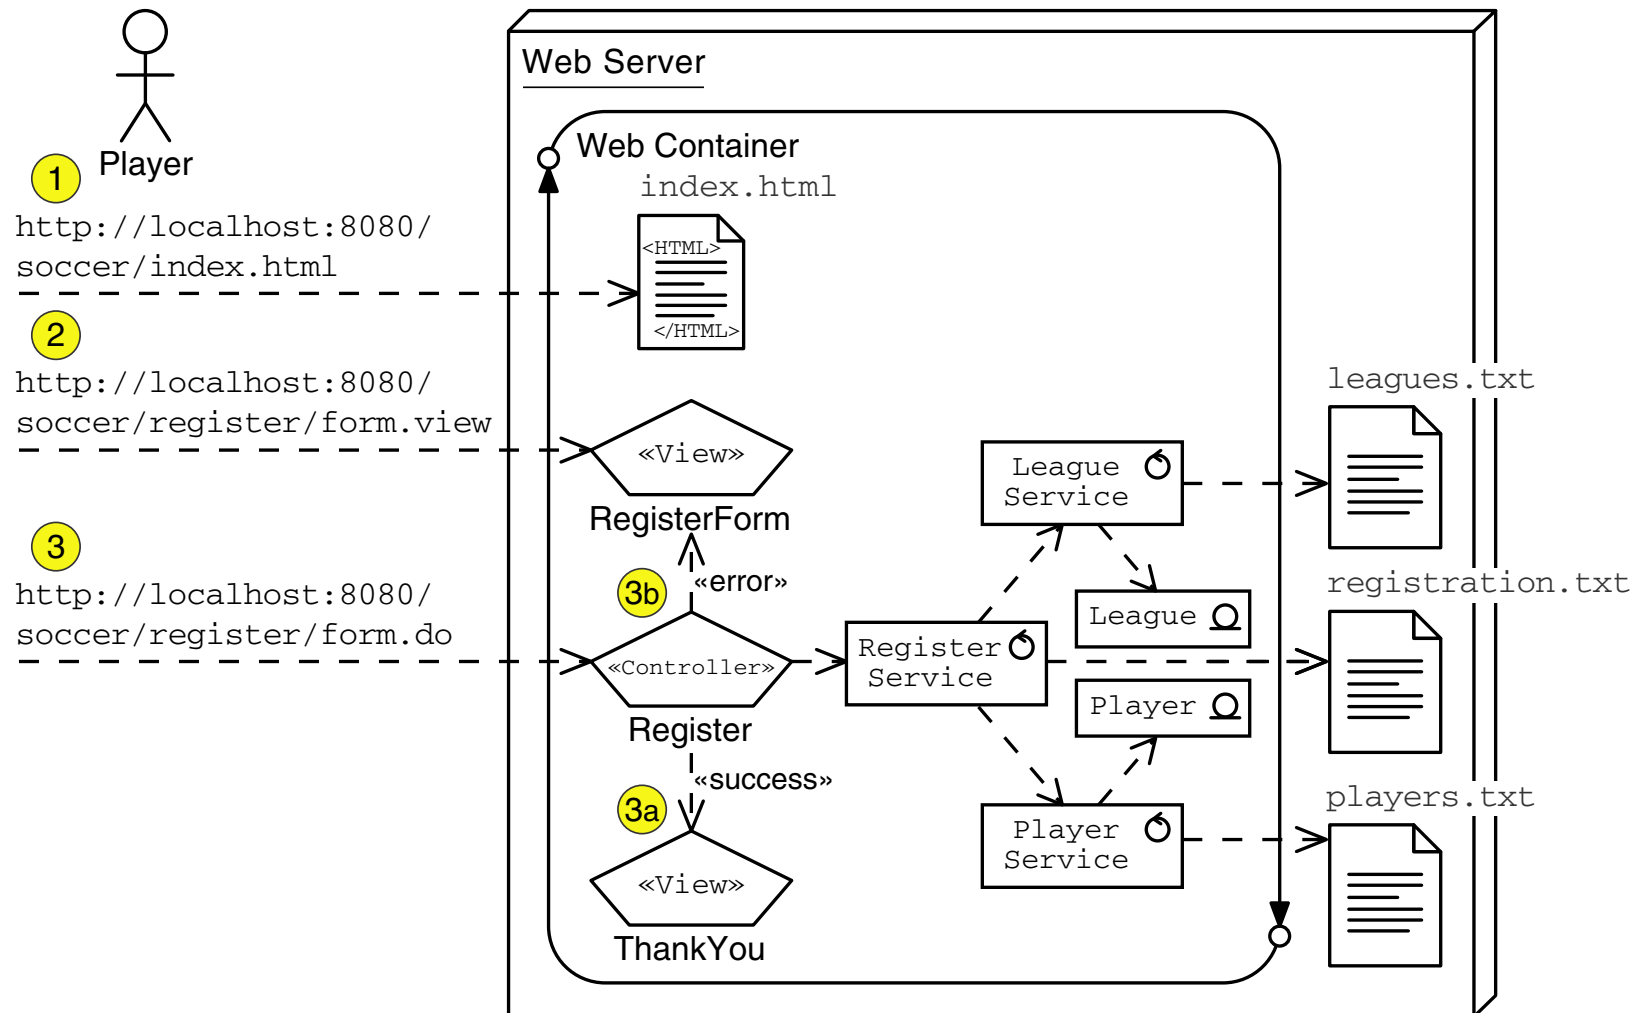 Player
Web Server
Web Container
index.html
<HTML>
</HTML>
1
http://localhost:8080/
soccer/index.html
2
http://localhost:8080/
soccer/register/form.view
«View»
RegisterForm
3
http://localhost:8080/
soccer/register/form.do
3b
«error»
«Controller»
Register
3a
«success»
«View»
ThankYou
Register
Service
League
Service
League
Player
Player
Service
leagues.txt
registration.txt
players.txt